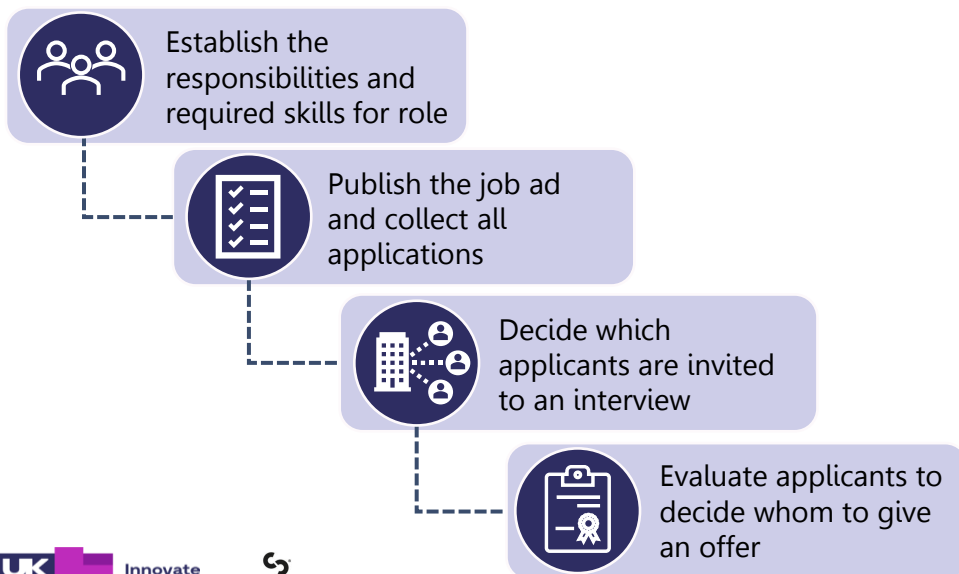 Establish the
responsibilities and
required skills for role
Publish the job ad
and collect all
applications
Decide which
applicants are invited
to an interview
Evaluate applicants to
decide whom to give
an offer
UK
Innovate